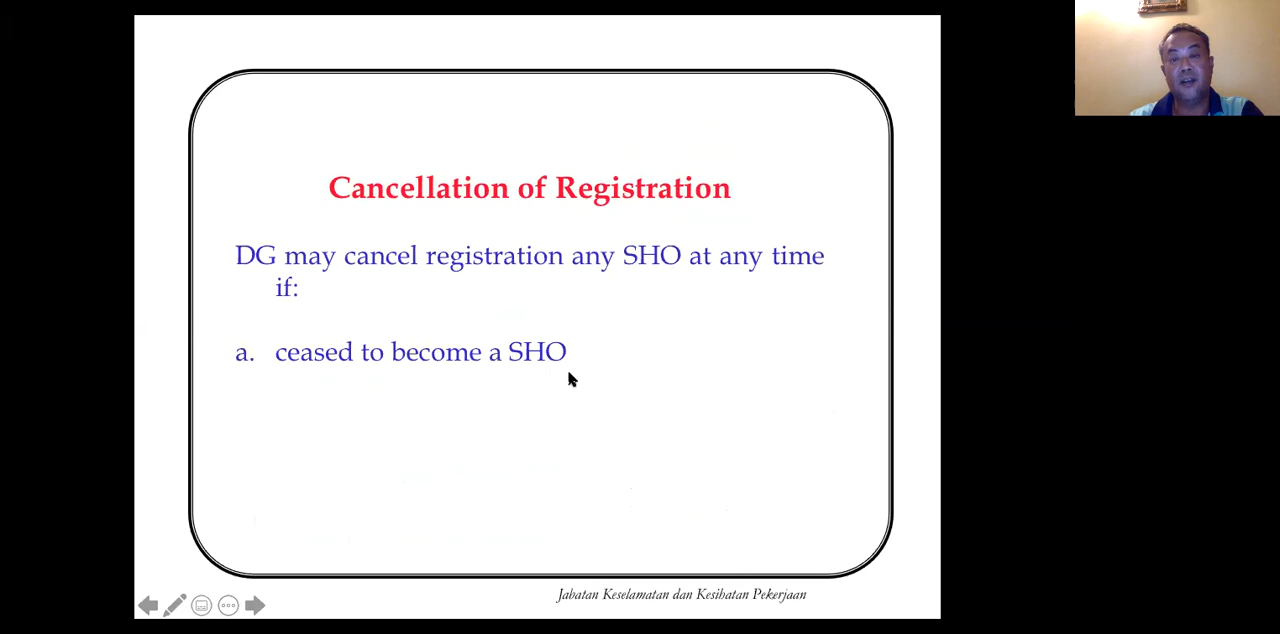 Cancellation of Registration
DG may cancel registration any SHO at any time
if:
a. ceased to become a SHO
Jabatan Keselamatan dan Kesihatan Pekerjaan